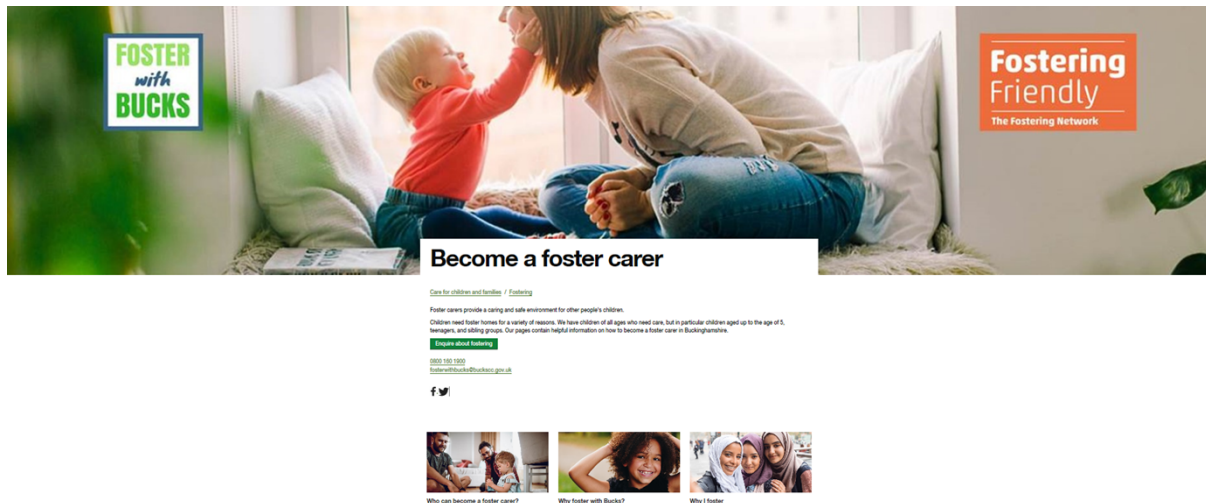 FOSTER
with
BUCKS
Fostering
Friendly
The Fostering Network
Become a foster carer
Care for children and families / Fostering
Foster carers provide a caring and safe environment for other people's children.
Children need foster homes for a variety of reasons. We have children of all ages who need care, but in particular children aged up to the age of 5,
teenagers, and sibling groups. Our pages contain helpful information on how to become a foster carer in Buckinghamshire.
Enquire about fostering
0800 160 1900
fosterwithbucks@bucksco.gov.uk
Who can become a foster carer?
Why foster with Bucks?
Why I foster